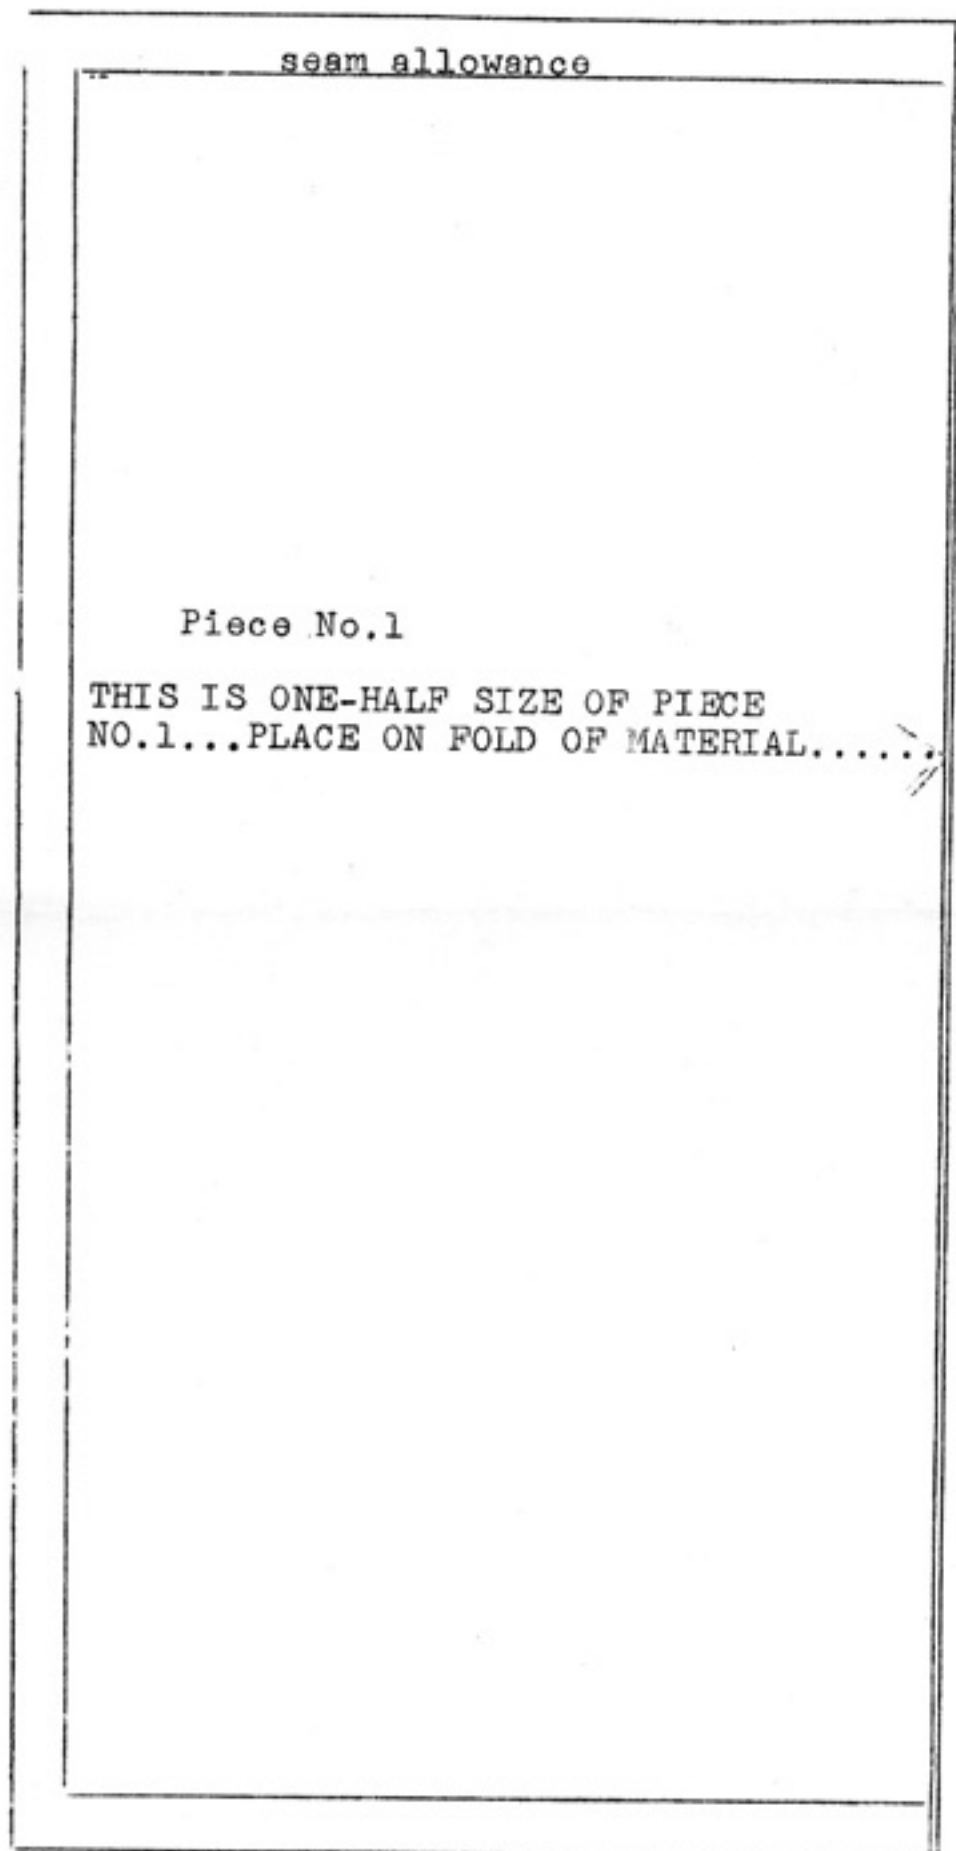 seam allowance
Piece No.1
THIS IS ONE-HALF SIZE OF PIECE
NO.1...PLACE ON FOLD OF MATERIAL......